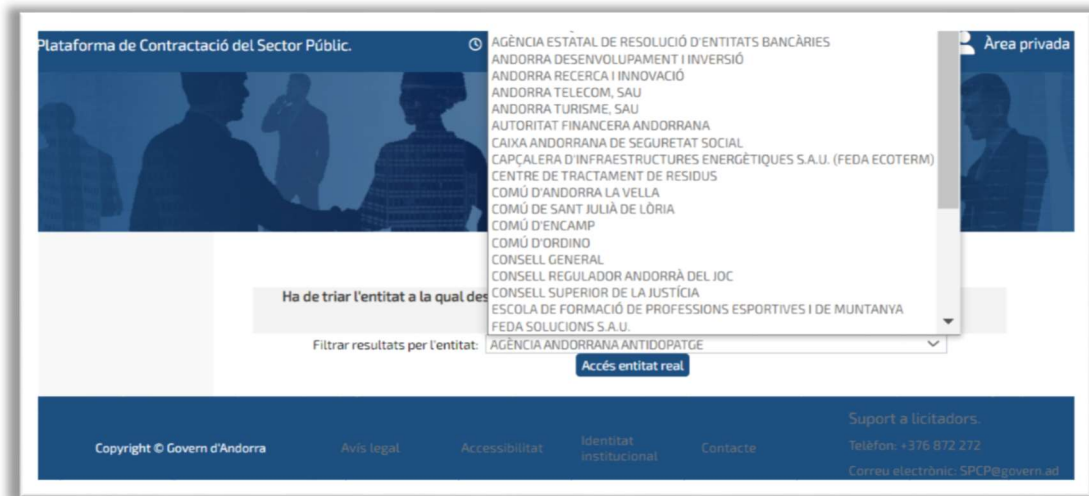 Plataforma de Contractació del Sector Públic.
Àrea privada
AGÈNCIA ESTATAL DE RESOLUCIÓ D'ENTITATS BANCÀRIES
ANDORRA DESENVOLUPAMENT I INVERSIÓ
ANDORRA RECERCA I INNOVACIÓ
ANDORRA TELECOM, SAU
ANDORRA TURISME, SAU
AUTORITAT FINANCERA ANDORRANA
CAIXA ANDORRANA DE SEGURETAT SOCIAL
CAPÇALERA D'INFRAESTRUCTURES ENERGÈTIQUES S.A.U. (FEDA ECOTERM)
CENTRE DE TRACTAMENT DE RESIDUS
COMÚ D'ANDORRA LA VELLA
COMÚ DE SANT JULIÀ DE LÒRIA
COMÚ D'ENCAMP
COMÚ D'ORDINO
CONSELL GENERAL
CONSELL REGULADOR ANDORRÀ DEL JOC
CONSELL SUPERIOR DE LA JUSTÍCIA
ESCOLA DE FORMACIÓ DE PROFESSIONS ESPORTIVES I DE MUNTANYA
FEDA SOLUCIONS S.A.U.
Ha de triar l'entitat a la qual des
Filtrar resultats per l'entitat: AGÈNCIA ANDORRANA ANTIDOPATGE
Accés entitat real
Copyright © Govern d'Andorra
Avís legal
Accessibilitat
Identitat
institucional
Contacte
Suport a licitadors.
Telèfon: +376 872 272
Correu electrònic: SPCP@govern.ad